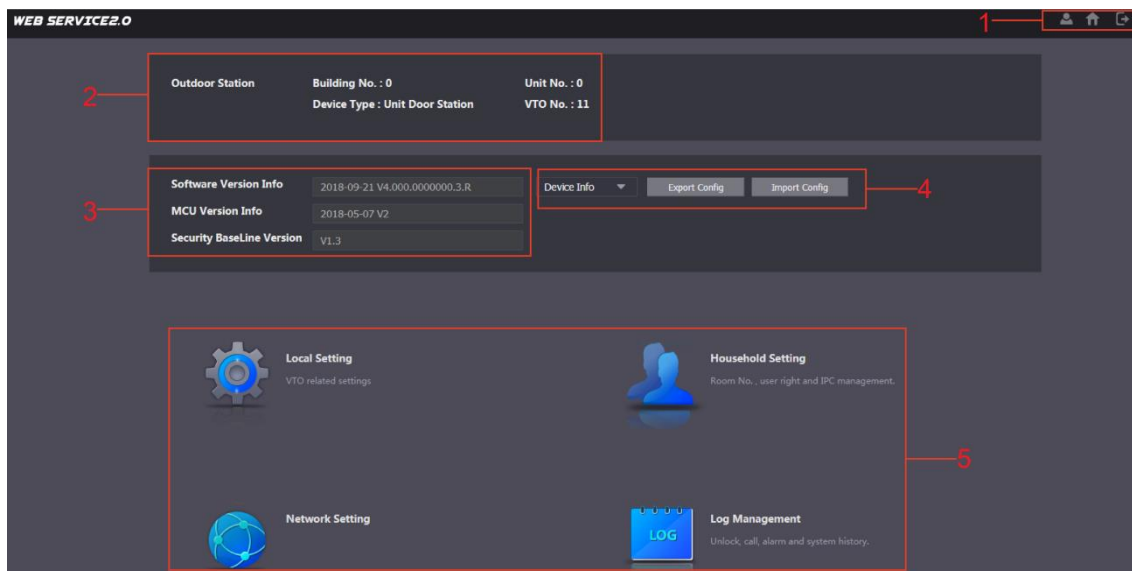 WEB SERVICE2.0
1
2
Outdoor Station Building No. : 0 Unit No. : 0
Device Type : Unit Door Station VTO No. : 11
3
Software Version Info 2018-09-21 V4.000.0000000.3.R Device Info Export Config Import Config
4
MCU Version Info 2018-05-07 V2
Security BaseLine Version V1.3
Local Setting
VTO related settings
Household Setting
Room No. , user right and IPC management.
5
Network Setting
LOG
Log Management
Unlock, call, alarm and system history.